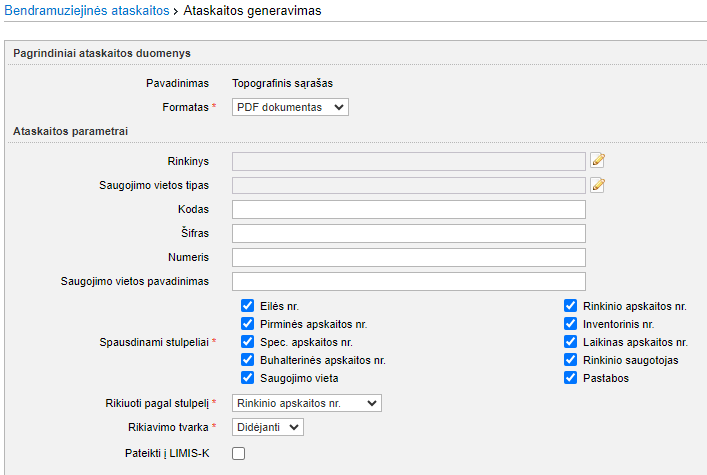 Bendramuziejinės ataskaitos › Ataskaitos generavimas
Pagrindiniai ataskaitos duomenys
Pavadinimas Topografinis sąrašas
Formatas * PDF dokumentas
Ataskaitos parametrai
Rinkinys
Saugojimo vietos tipas
Kodas
Šifras
Numeris
Saugojimo vietos pavadinimas
Eilės nr. Rinkinio apskaitos nr.
Pirminės apskaitos nr. Inventorinis nr.
Spausdinami stulpeliai * Spec. apskaitos nr. Laikinas apskaitos nr.
Buhalterinės apskaitos nr. Rinkinio saugotojas
Saugojimo vieta Pastabos
Rikiuoti pagal stulpelį * Rinkinio apskaitos nr.
Rikiavimo tvarka * Didėjanti
Pateikti į LIMIS-K